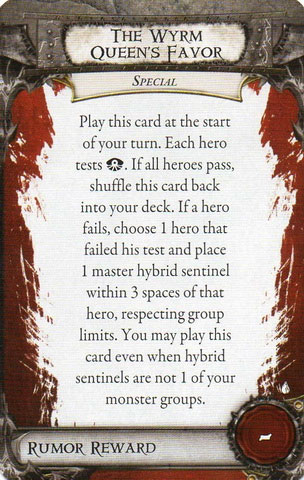 The Wyrm
Queen's Favor
Special
Play this card at the start
of your turn. Each hero
tests . If all heroes pass,
shuffle this card back
into your deck. If a hero
fails, choose 1 hero that
failed his test and place
1 master hybrid sentinel
within 3 spaces of that
hero, respecting group
limits. You may play this
card even when hybrid
sentinels are not 1 of your
monster groups.
-
Rumor Reward